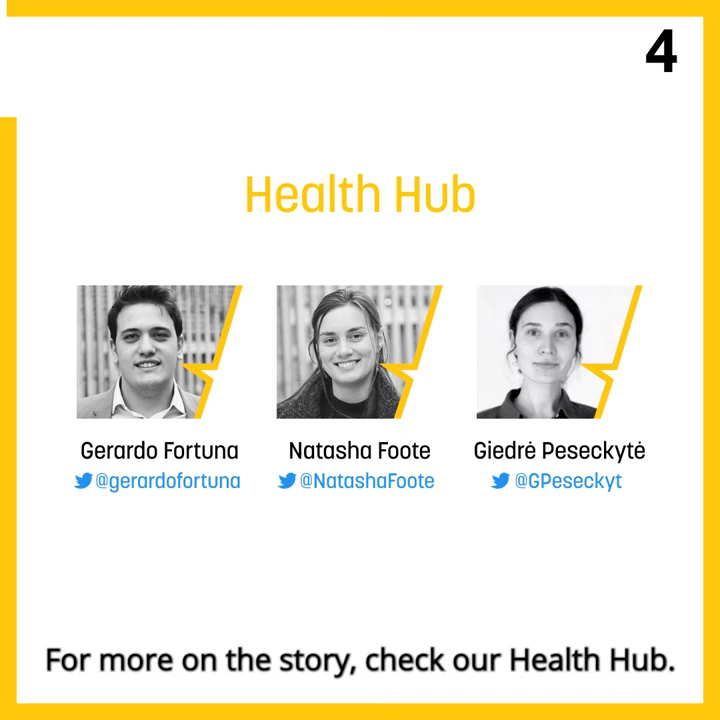 4
Health Hub
Gerardo Fortuna
@gerardofortuna
Natasha Foote
@NatashaFoote
Giedrė Peseckytė
@GPeseckyt
For more on the story, check our Health Hub.